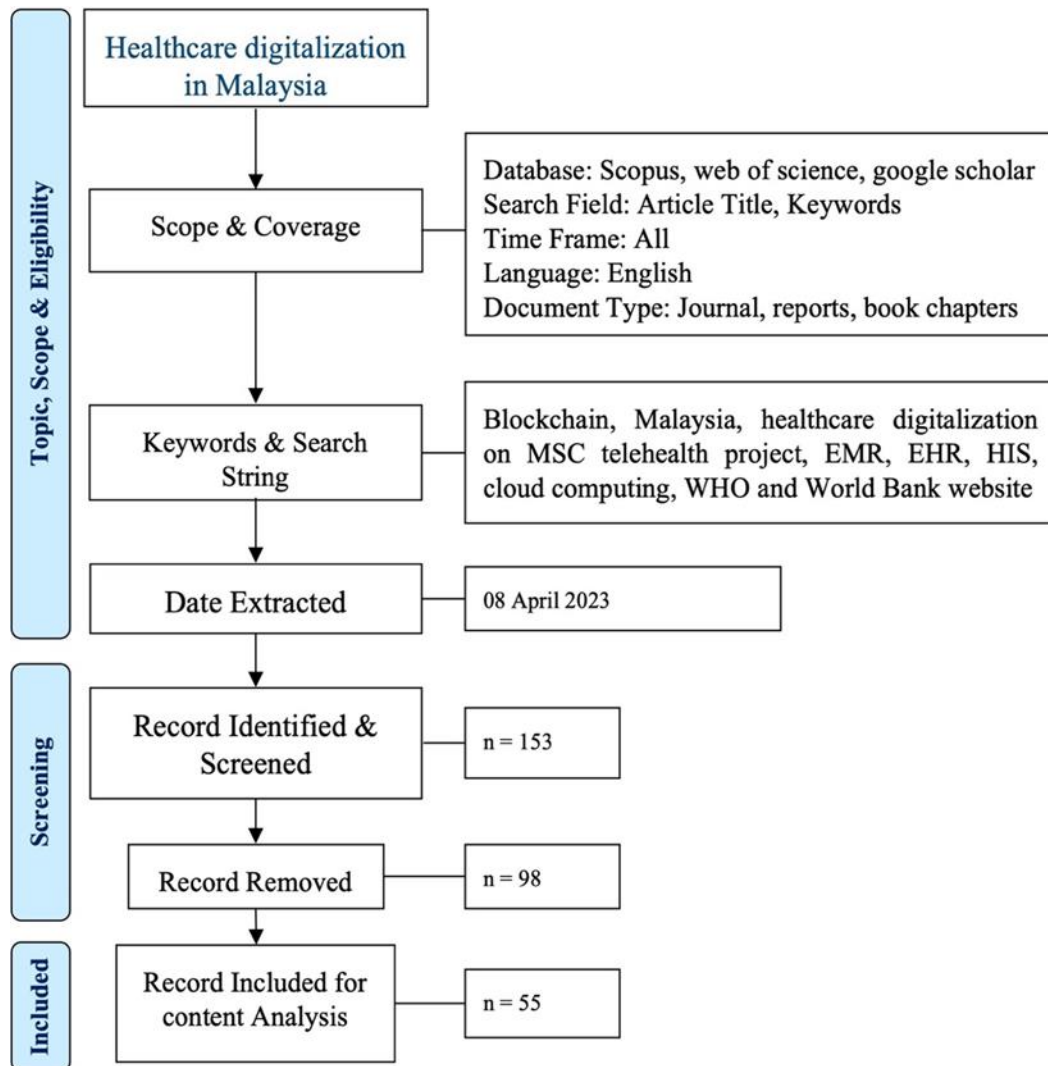 Healthcare digitalization
in Malaysia
Topic, Scope & Eligibility
Scope & Coverage
Database: Scopus, web of science, google scholar
Search Field: Article Title, Keywords
Time Frame: All
Language: English
Document Type: Journal, reports, book chapters
Keywords & Search
String
Blockchain, Malaysia, healthcare digitalization
on MSC telehealth project, EMR, EHR, HIS,
cloud computing, WHO and World Bank website
Date Extracted
08 April 2023
Screening
Record Identified &
Screened
n = 153
Record Removed
n = 98
Included
Record Included for
content Analysis
n = 55